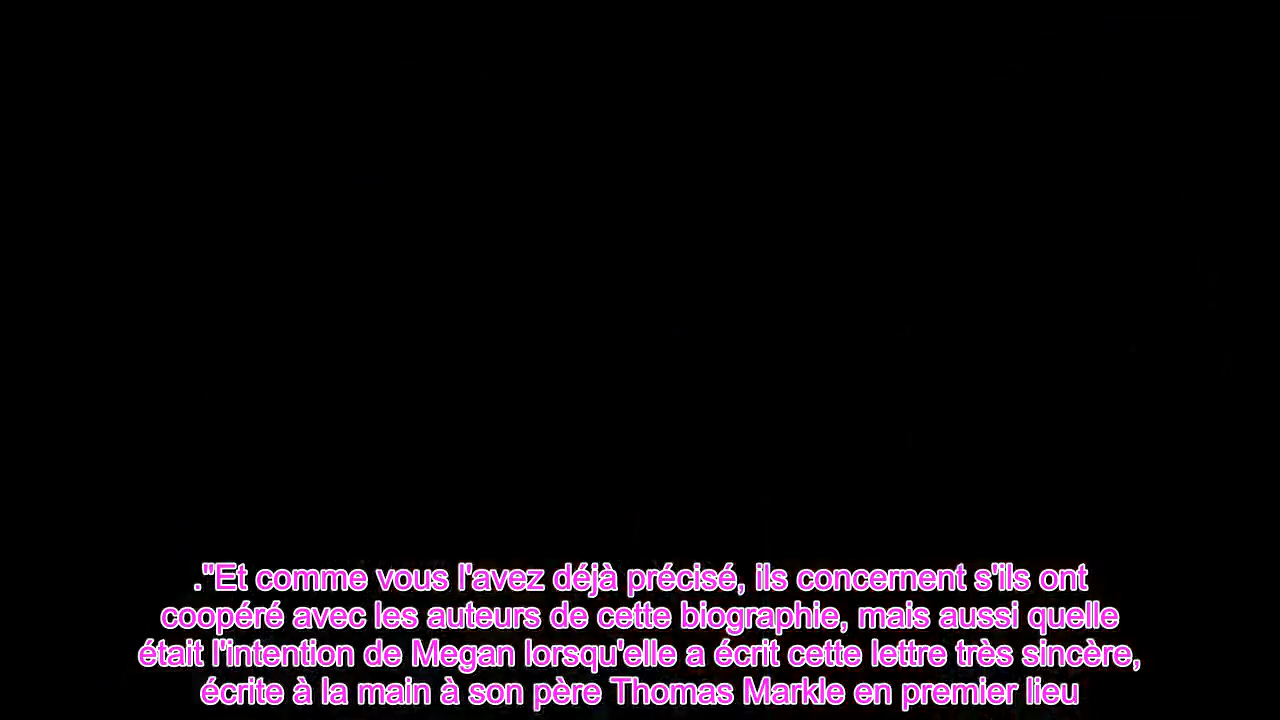 ."Et comme vous l'avez déjà précisé, ils concernent s'ils ont
coopéré avec les auteurs de cette biographie, mais aussi quelle
était l'intention de Megan lorsqu'elle a écrit cette lettre très sincère,
écrite à la main à son père Thomas Markle en premier lieu